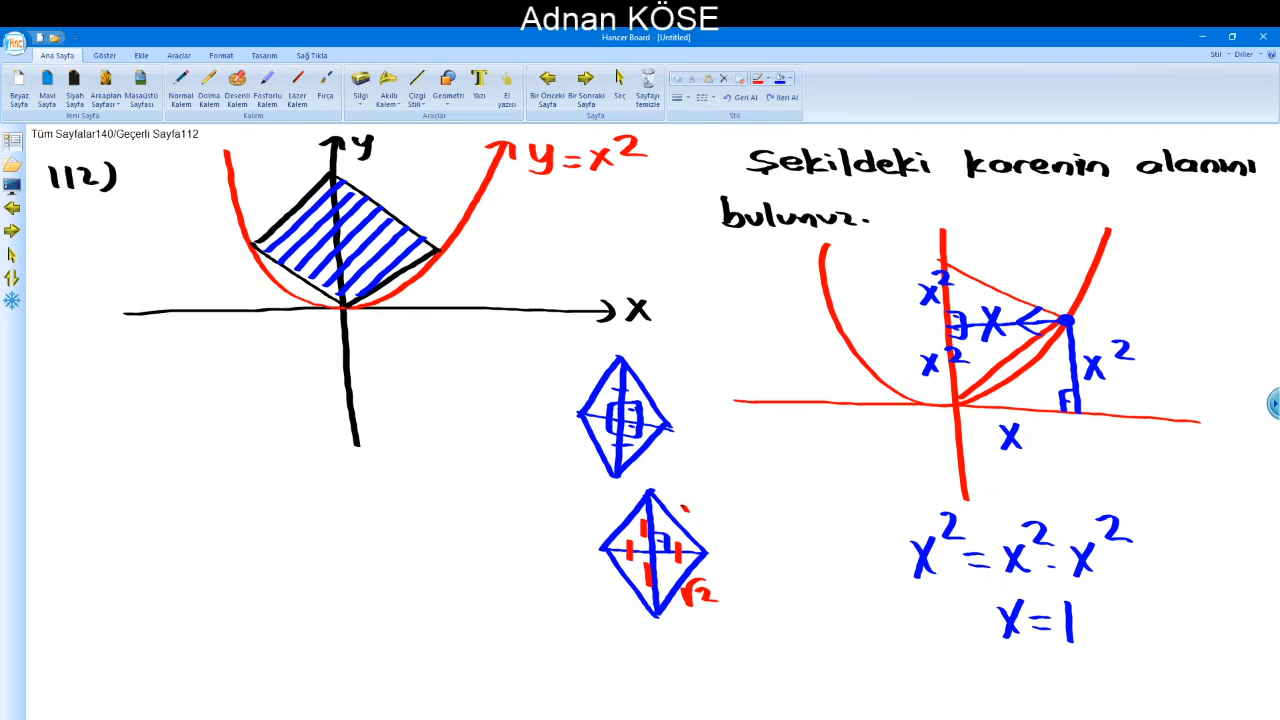 Adnan KÖSE
Hancer Board - [Untitled]
Ana Sayfa Göster Ekle Araçlar Format Tasarım Sağ Tıkla
Stil Diller
Beyaz Sayfa Mavi Sayfa Siyah Sayfa Arkaplan Sayfası Masaüstü Sayfası
Yeni Sayfa
Normal Kalem Dolma Kalem Desenli Kalem Fosforlu Kalem Lazer Kalem Fırça
Kalem
Silgi Akıllı Kalem Çizgi Stili Geometri Yazı El yazısı
Araçlar
Bir Önceki Sayfa Bir Sonraki Sayfa Seç Sayfayı temizle
Sayfa
Geri Al İleri Al
Stil
Tüm Sayfalar140/Geçerli Sayfa112
112)
y
y=x²
x
Şekildeki karenin alanını
bulunuz.
x²
x
x²
x²
x
√2
x² = x² . x²
x = 1